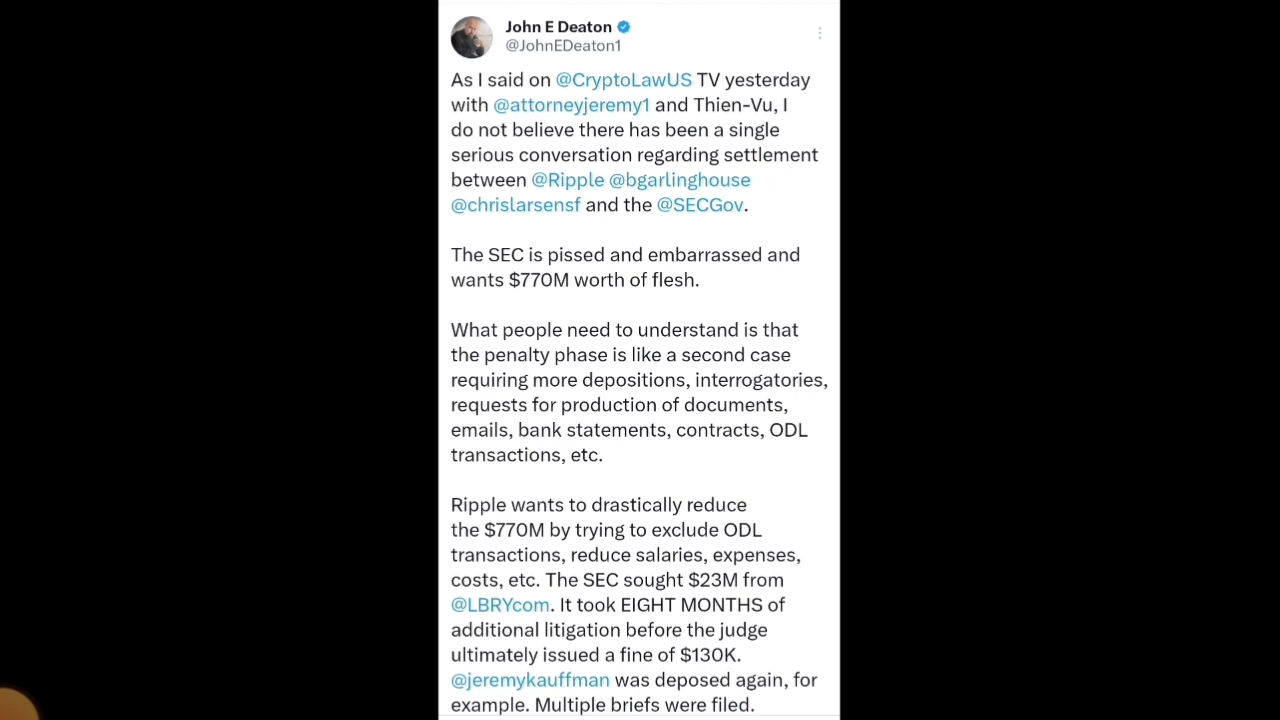 John E Deaton
@JohnEDeaton1
As I said on @CryptoLawUS TV yesterday
with @attorneyjeremy1 and Thien-Vu, I
do not believe there has been a single
serious conversation regarding settlement
between @Ripple @bgarlinghouse
@chrislarsensf and the @SECGov.
The SEC is pissed and embarrassed and
wants $770M worth of flesh.
What people need to understand is that
the penalty phase is like a second case
requiring more depositions, interrogatories,
requests for production of documents,
emails, bank statements, contracts, ODL
transactions, etc.
Ripple wants to drastically reduce
the $770M by trying to exclude ODL
transactions, reduce salaries, expenses,
costs, etc. The SEC sought $23M from
@LBRYcom. It took EIGHT MONTHS of
additional litigation before the judge
ultimately issued a fine of $130K.
@jeremykauffman was deposed again, for
example. Multiple briefs were filed.